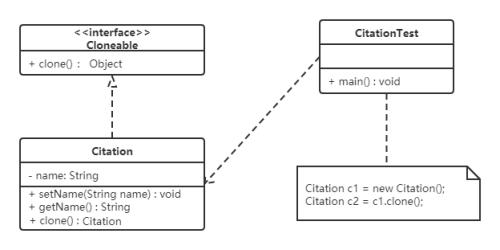 <<interface>>
Cloneable
+ clone() : Object
Citation
- name: String
+ setName(String name) : void
+ getName() : String
+ clone() : Citation
CitationTest
+ main() : void
Citation c1 = new Citation();
Citation c2 = c1.clone();